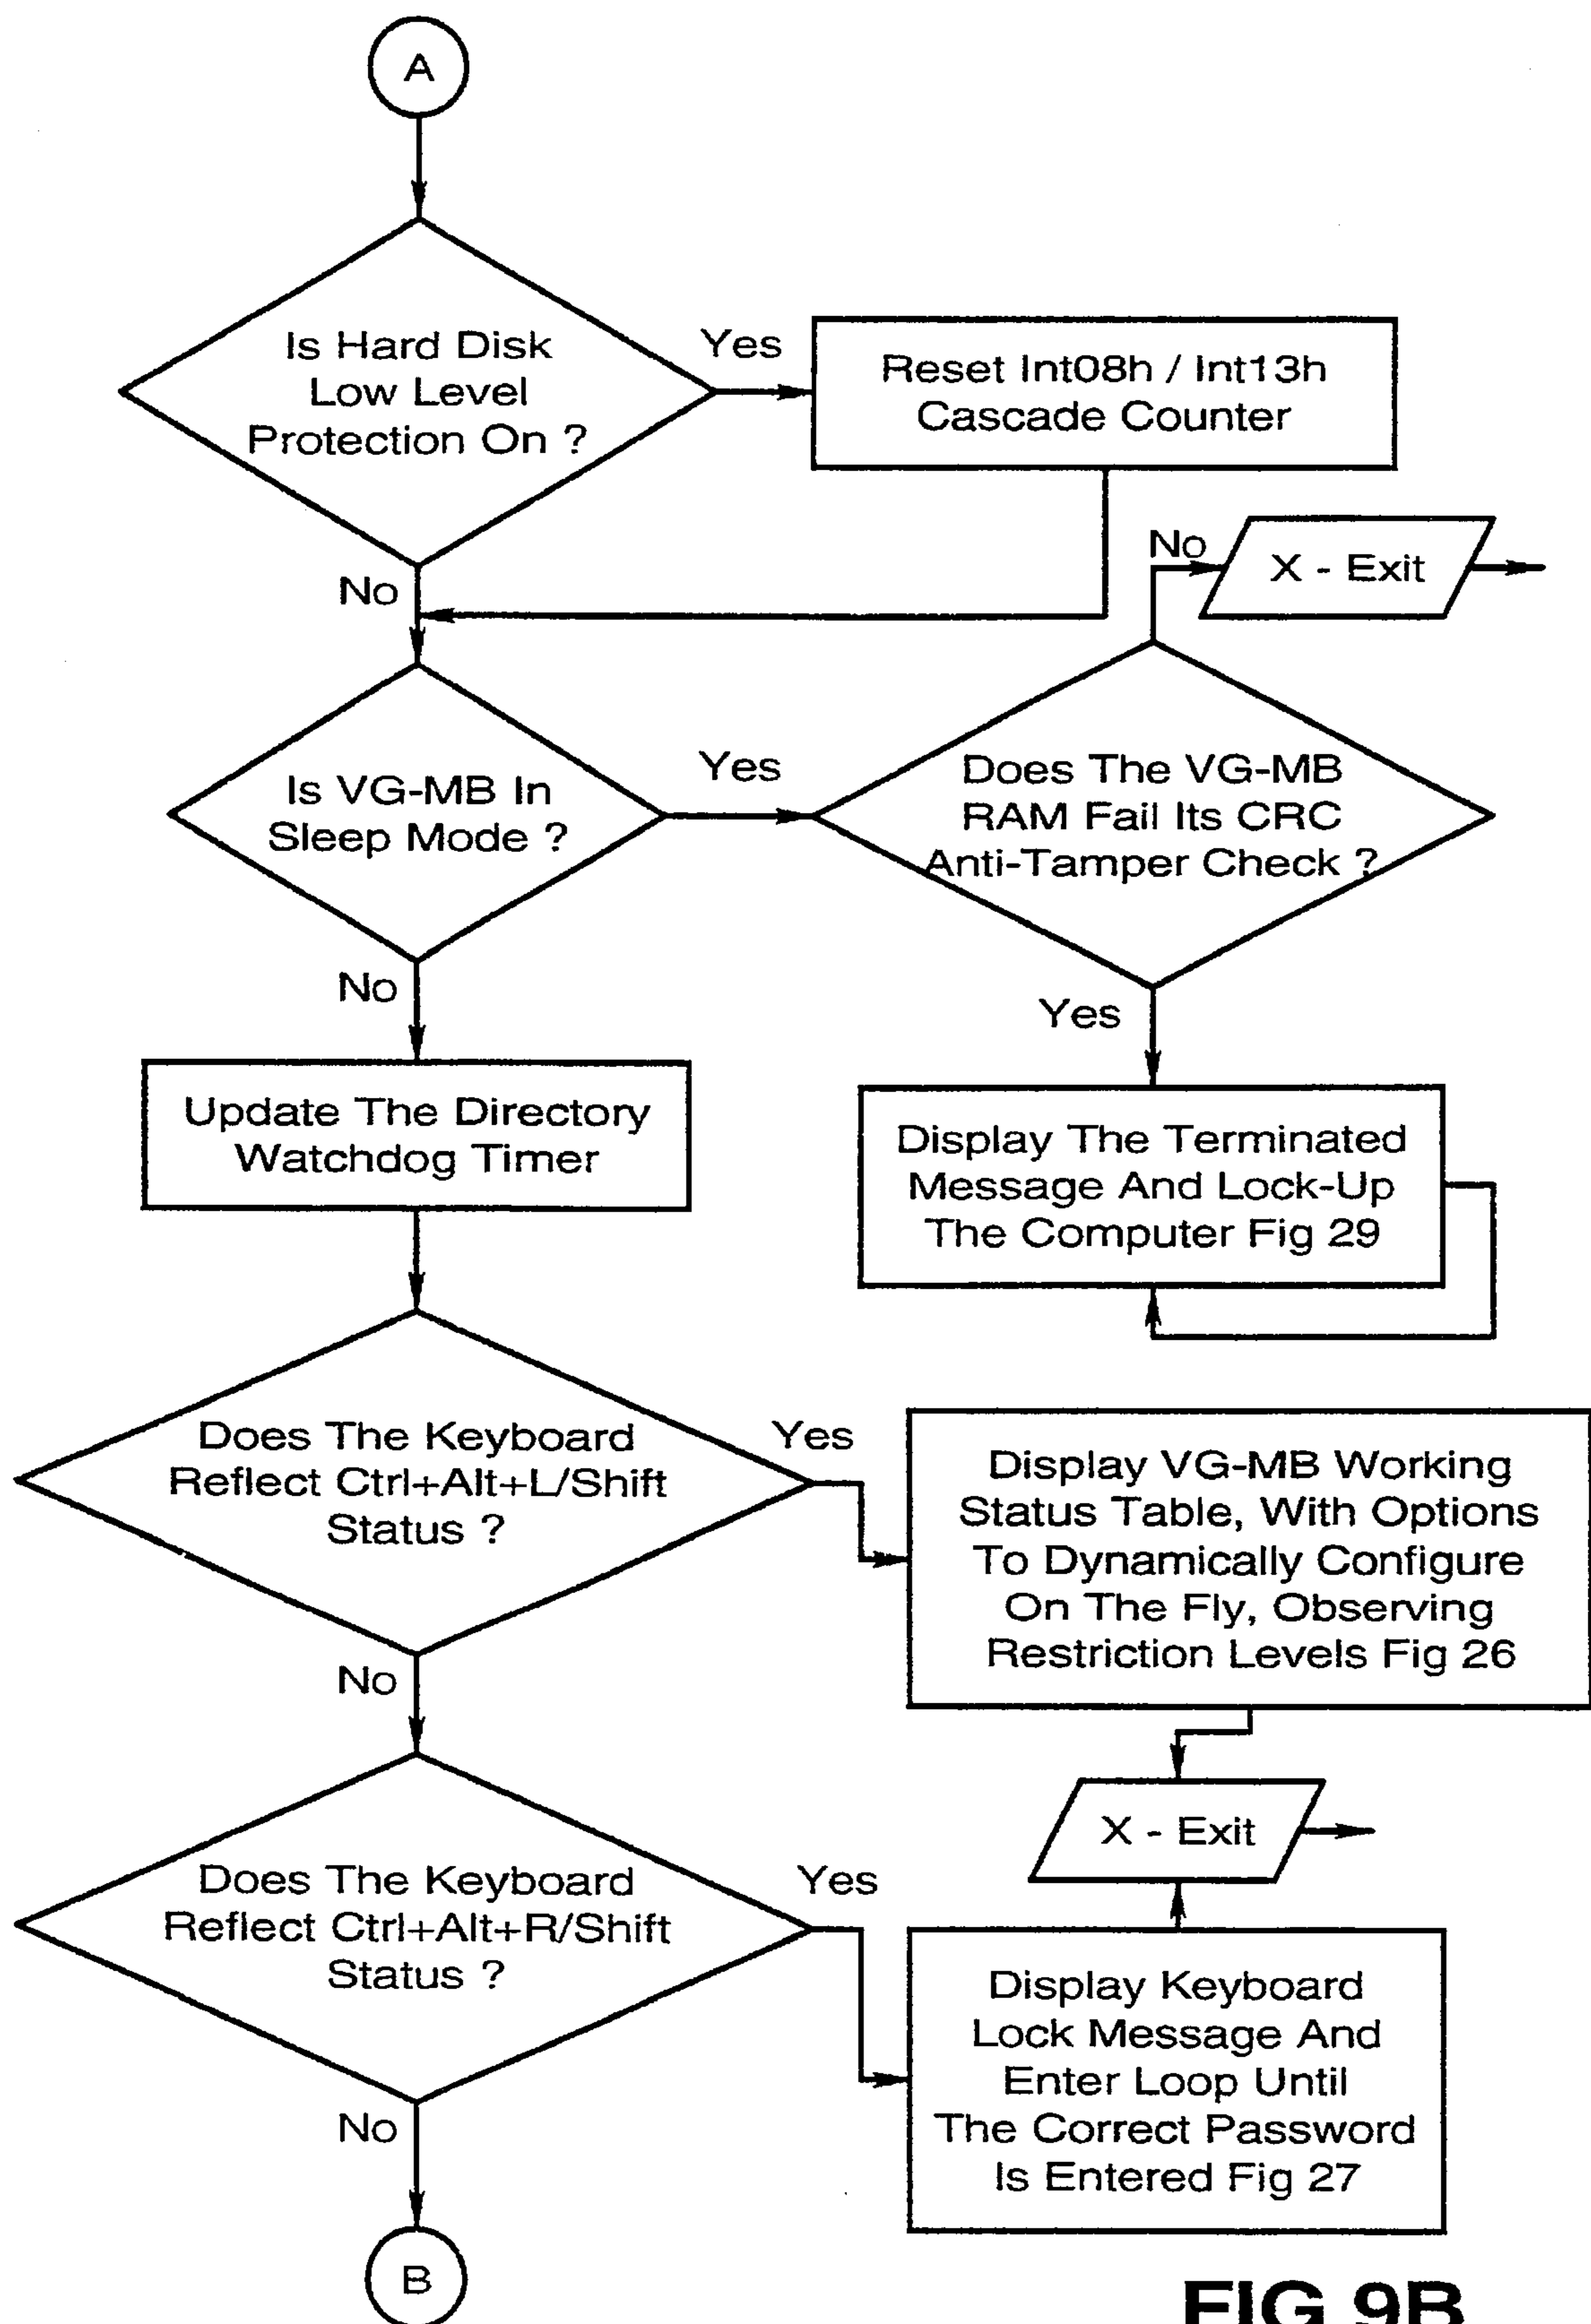 A
Is Hard Disk
Low Level
Protection On ?
Yes
Reset Int08h / Int13h
Cascade Counter
No
No
X - Exit
Is VG-MB In
Sleep Mode ?
Yes
Does The VG-MB
RAM Fail Its CRC
Anti-Tamper Check ?
No
Yes
Update The Directory
Watchdog Timer
Display The Terminated
Message And Lock-Up
The Computer Fig 29
Does The Keyboard
Reflect Ctrl+Alt+L/Shift
Status ?
Yes
Display VG-MB Working
Status Table, With Options
To Dynamically Configure
On The Fly, Observing
Restriction Levels Fig 26
No
X - Exit
Does The Keyboard
Reflect Ctrl+Alt+R/Shift
Status ?
Yes
Display Keyboard
Lock Message And
Enter Loop Until
The Correct Password
Is Entered Fig 27
No
B
FIG 9B